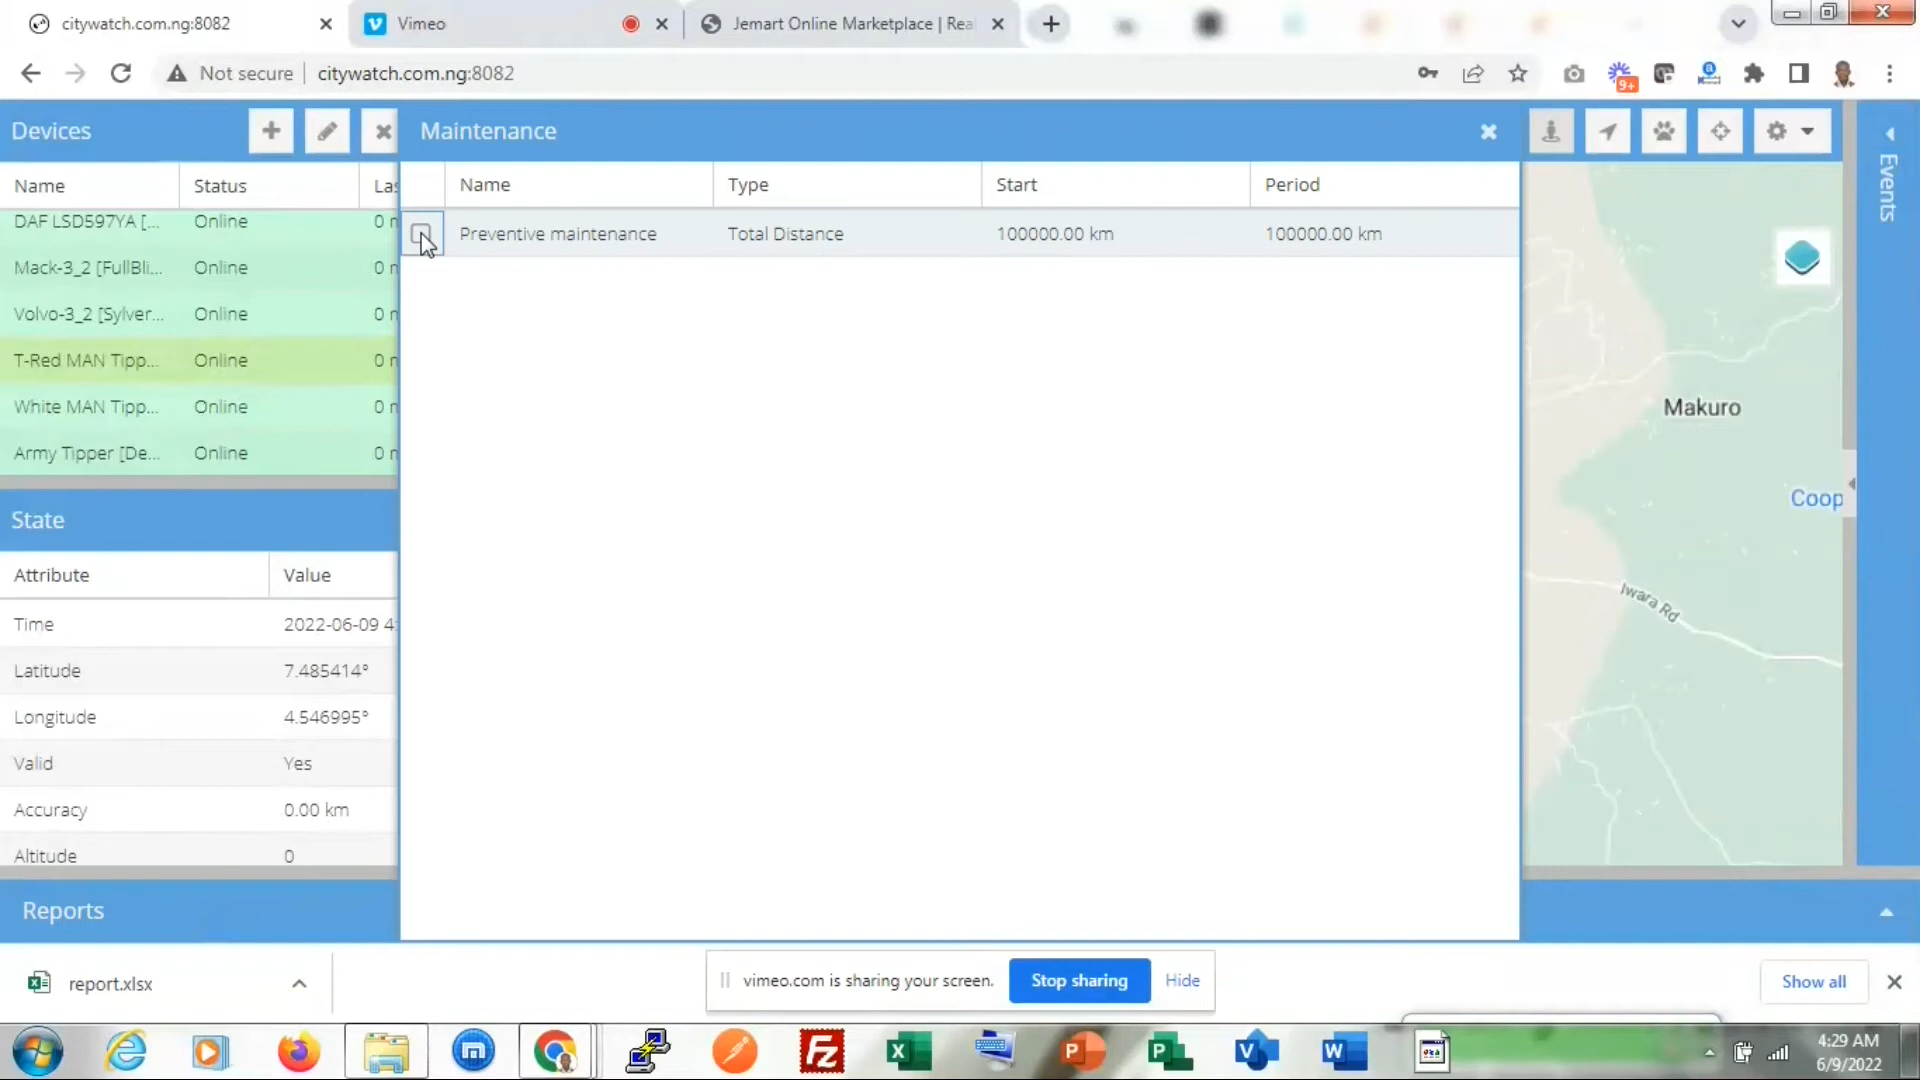 citywatch.com.ng:8082
Vimeo
Jemart Online Marketplace | Rea
Not secure
citywatch.com.ng:8082
9+
Devices
Maintenance
Events
Name
Status
Las
Name
Type
Start
Period
DAF LSD597YA [...
Online
0 m
Preventive maintenance
Total Distance
100000.00 km
100000.00 km
Mack-3_2 [FullBli...
Online
0 m
Volvo-3_2 [Sylver...
Online
0 m
T-Red MAN Tipp...
Online
0 m
White MAN Tipp...
Online
0 m
Army Tipper [De...
Online
0 m
Makuro
Coop
Iwara Rd
State
Attribute
Value
Time
2022-06-09 4:
Latitude
7.485414°
Longitude
4.546995°
Valid
Yes
Accuracy
0.00 km
Altitude
0
Reports
report.xlsx
vimeo.com is sharing your screen.
Stop sharing
Hide
Show all
4:29 AM
6/9/2022